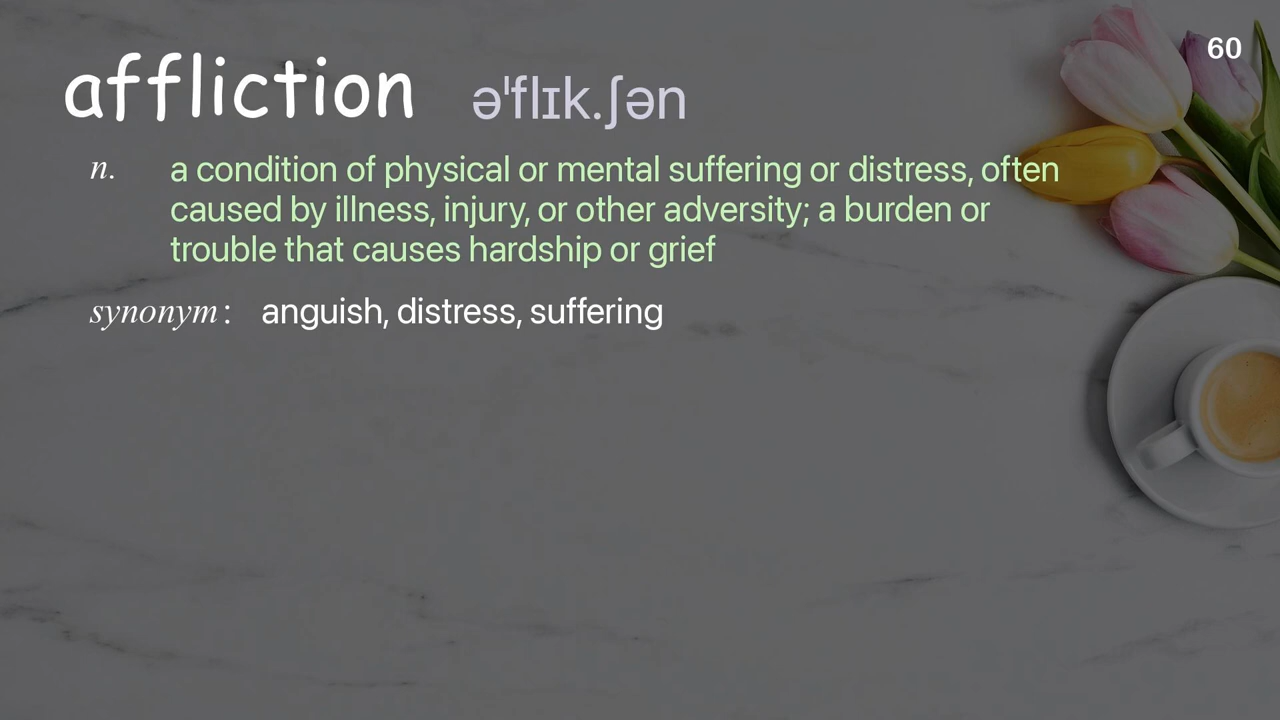 60
affliction əˈflɪk.ʃən
n. a condition of physical or mental suffering or distress, often
caused by illness, injury, or other adversity; a burden or
trouble that causes hardship or grief
synonym: anguish, distress, suffering